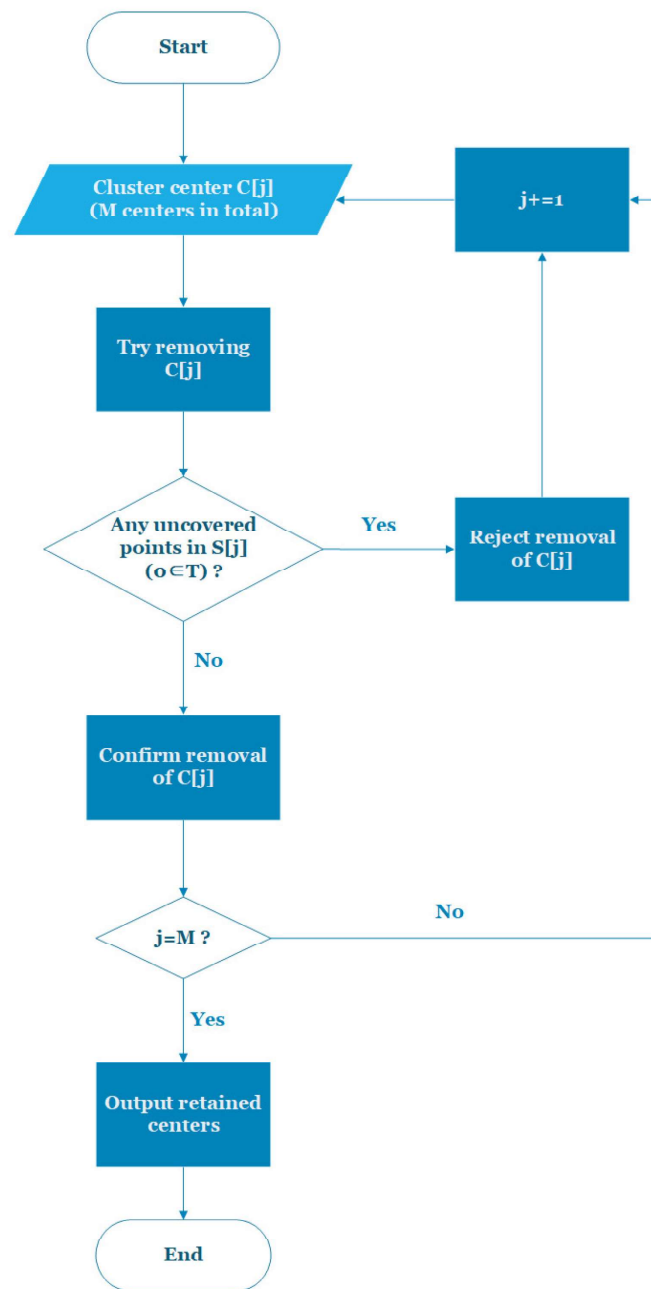 Start
Cluster center C[j]
(M centers in total)
j+=1
Try removing
C[j]
Any uncovered
points in S[j]
(o∈T) ?
Yes
Reject removal
of C[j]
No
Confirm removal
of C[j]
j=M ?
No
Yes
Output retained
centers
End